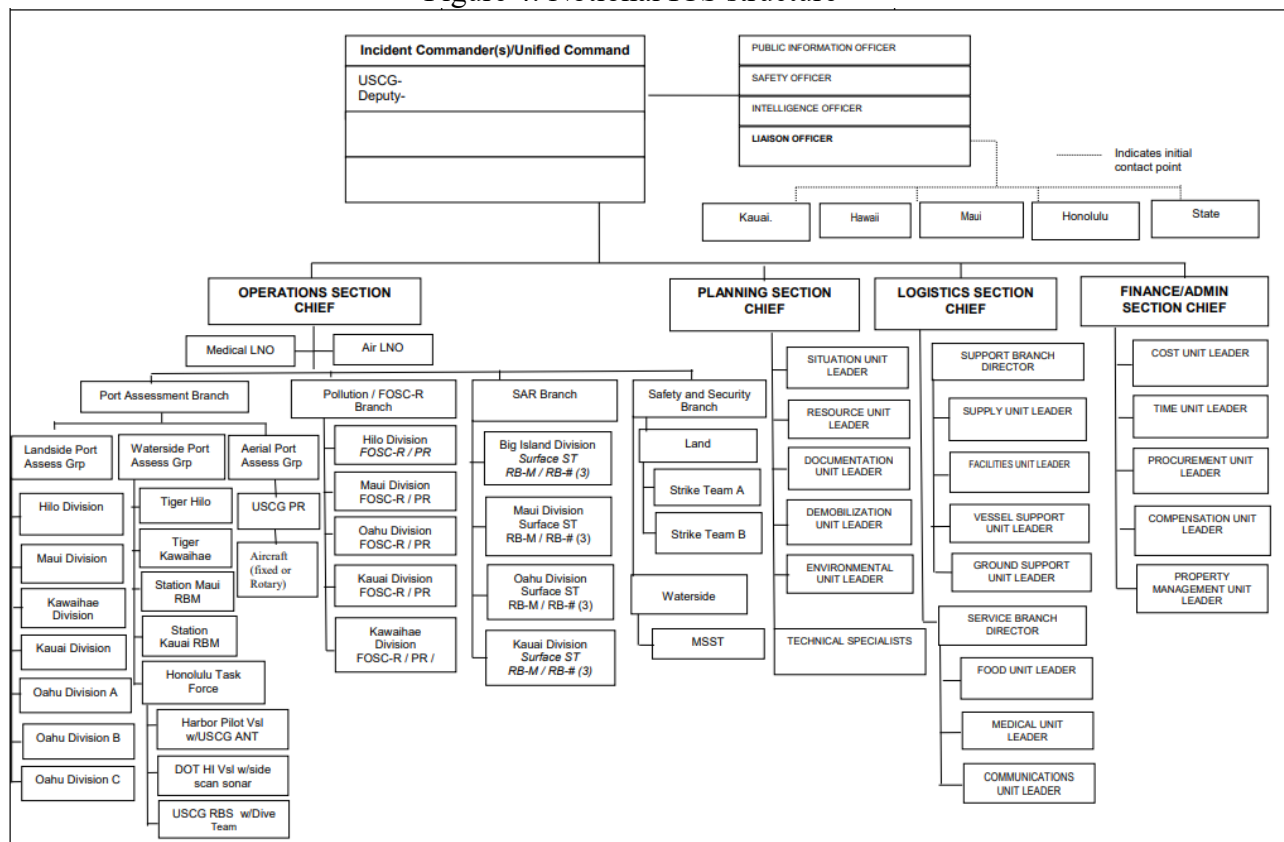 Figure 4: Notional ICS structure
Incident Commander(s)/Unified Command
USCG-
Deputy-
PUBLIC INFORMATION OFFICER
SAFETY OFFICER
INTELLIGENCE OFFICER
LIAISON OFFICER
Indicates initial
contact point
Kauai.
Hawaii
Maui
Honolulu
State
OPERATIONS SECTION
CHIEF
PLANNING SECTION
CHIEF
LOGISTICS SECTION
CHIEF
FINANCE/ADMIN
SECTION CHIEF
Medical LNO
Air LNO
Port Assessment Branch
Landside Port
Assess Grp
Hilo Division
Maui Division
Kawaihae
Division
Kauai Division
Oahu Division A
Oahu Division B
Oahu Division C
Waterside Port
Assess Grp
Tiger Hilo
Tiger
Kawaihae
Station Maui
RBM
Station
Kauai RBM
Honolulu Task
Force
Harbor Pilot Vsl
w/USCG ANT
DOT HI Vsl w/side
scan sonar
USCG RBS w/Dive
Team
Aerial Port
Assess Grp
USCG PR
Aircraft
(fixed or
Rotary)
Pollution / FOSC-R
Branch
Hilo Division
FOSC-R / PR
Maui Division
FOSC-R / PR
Oahu Division
FOSC-R / PR
Kauai Division
FOSC-R / PR
Kawaihae
Division
FOSC-R / PR /
SAR Branch
Big Island Division
Surface ST
RB-M / RB-# (3)
Maui Division
Surface ST
RB-M / RB-# (3)
Oahu Division
Surface ST
RB-M / RB-# (3)
Kauai Division
Surface ST
RB-M / RB-# (3)
Safety and Security
Branch
Land
Strike Team A
Strike Team B
Waterside
MSST
SITUATION UNIT
LEADER
RESOURCE UNIT
LEADER
DOCUMENTATION
UNIT LEADER
DEMOBILIZATION
UNIT LEADER
ENVIRONMENTAL
UNIT LEADER
TECHNICAL SPECIALISTS
SUPPORT BRANCH
DIRECTOR
SUPPLY UNIT LEADER
FACILITIES UNIT LEADER
VESSEL SUPPORT
UNIT LEADER
GROUND SUPPORT
UNIT LEADER
SERVICE BRANCH
DIRECTOR
FOOD UNIT LEADER
MEDICAL UNIT
LEADER
COMMUNICATIONS
UNIT LEADER
COST UNIT LEADER
TIME UNIT LEADER
PROCUREMENT UNIT
LEADER
COMPENSATION UNIT
LEADER
PROPERTY
MANAGEMENT UNIT
LEADER